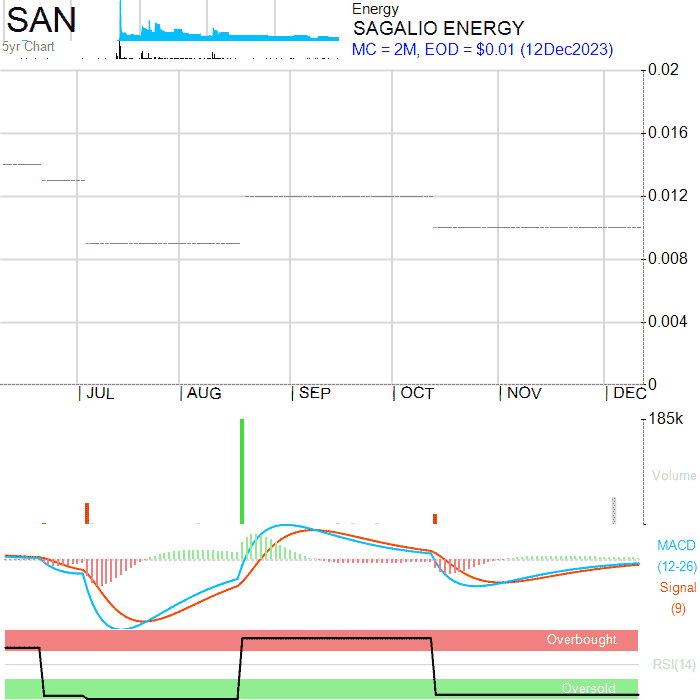 SAN
5yr Chart
Energy
SAGALIO ENERGY
MC = 2M, EOD = $0.01 (12Dec2023)
0.02
0.016
0.012
0.008
0.004
0
JUL
AUG
SEP
OCT
NOV
DEC
185k
Volume
MACD
(12-26)
Signal
(9)
Overbought
RSI(14)
Oversold